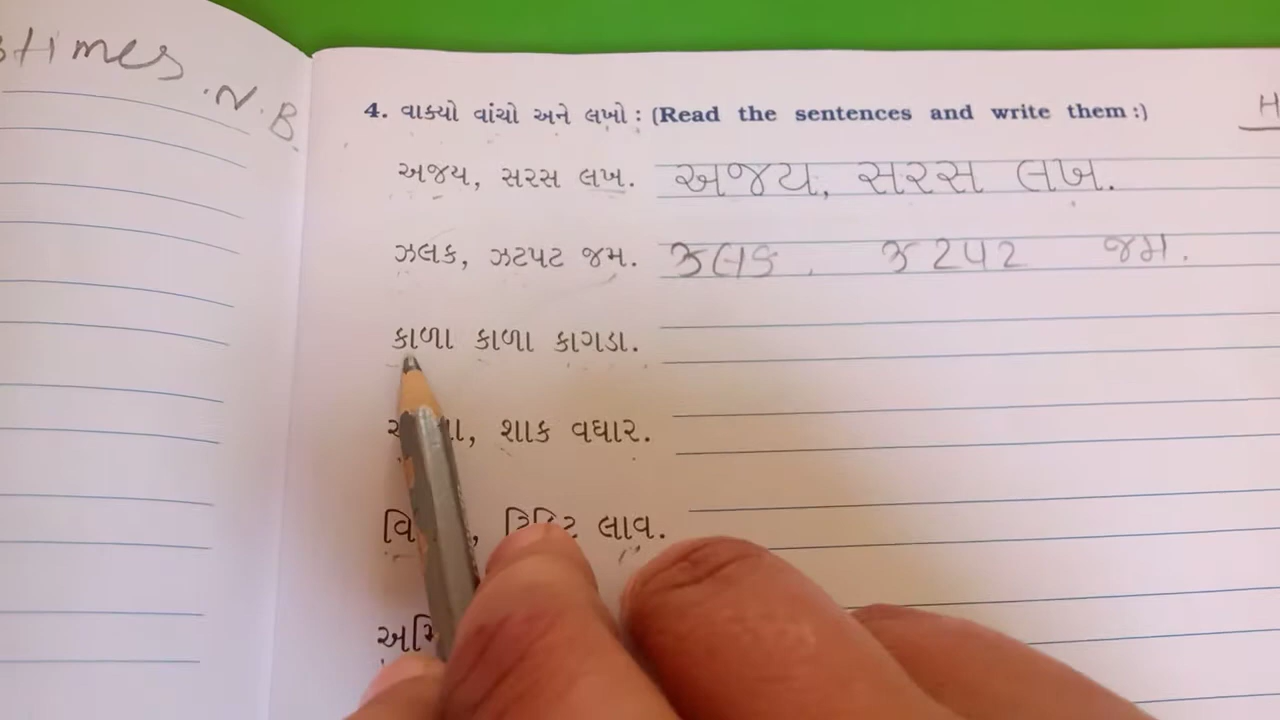 times. N. B.
4. વાક્યો વાંચો અને લખો : (Read the sentences and write them :)
H
અજય, સરસ લખ. અજય, સરસ લખ.
ઝલક, ઝટપટ જમ. ઝલક. ઝટપટ જમ.
કાળા કાળા કાગડા.
શાક વઘાર.
લાવ.